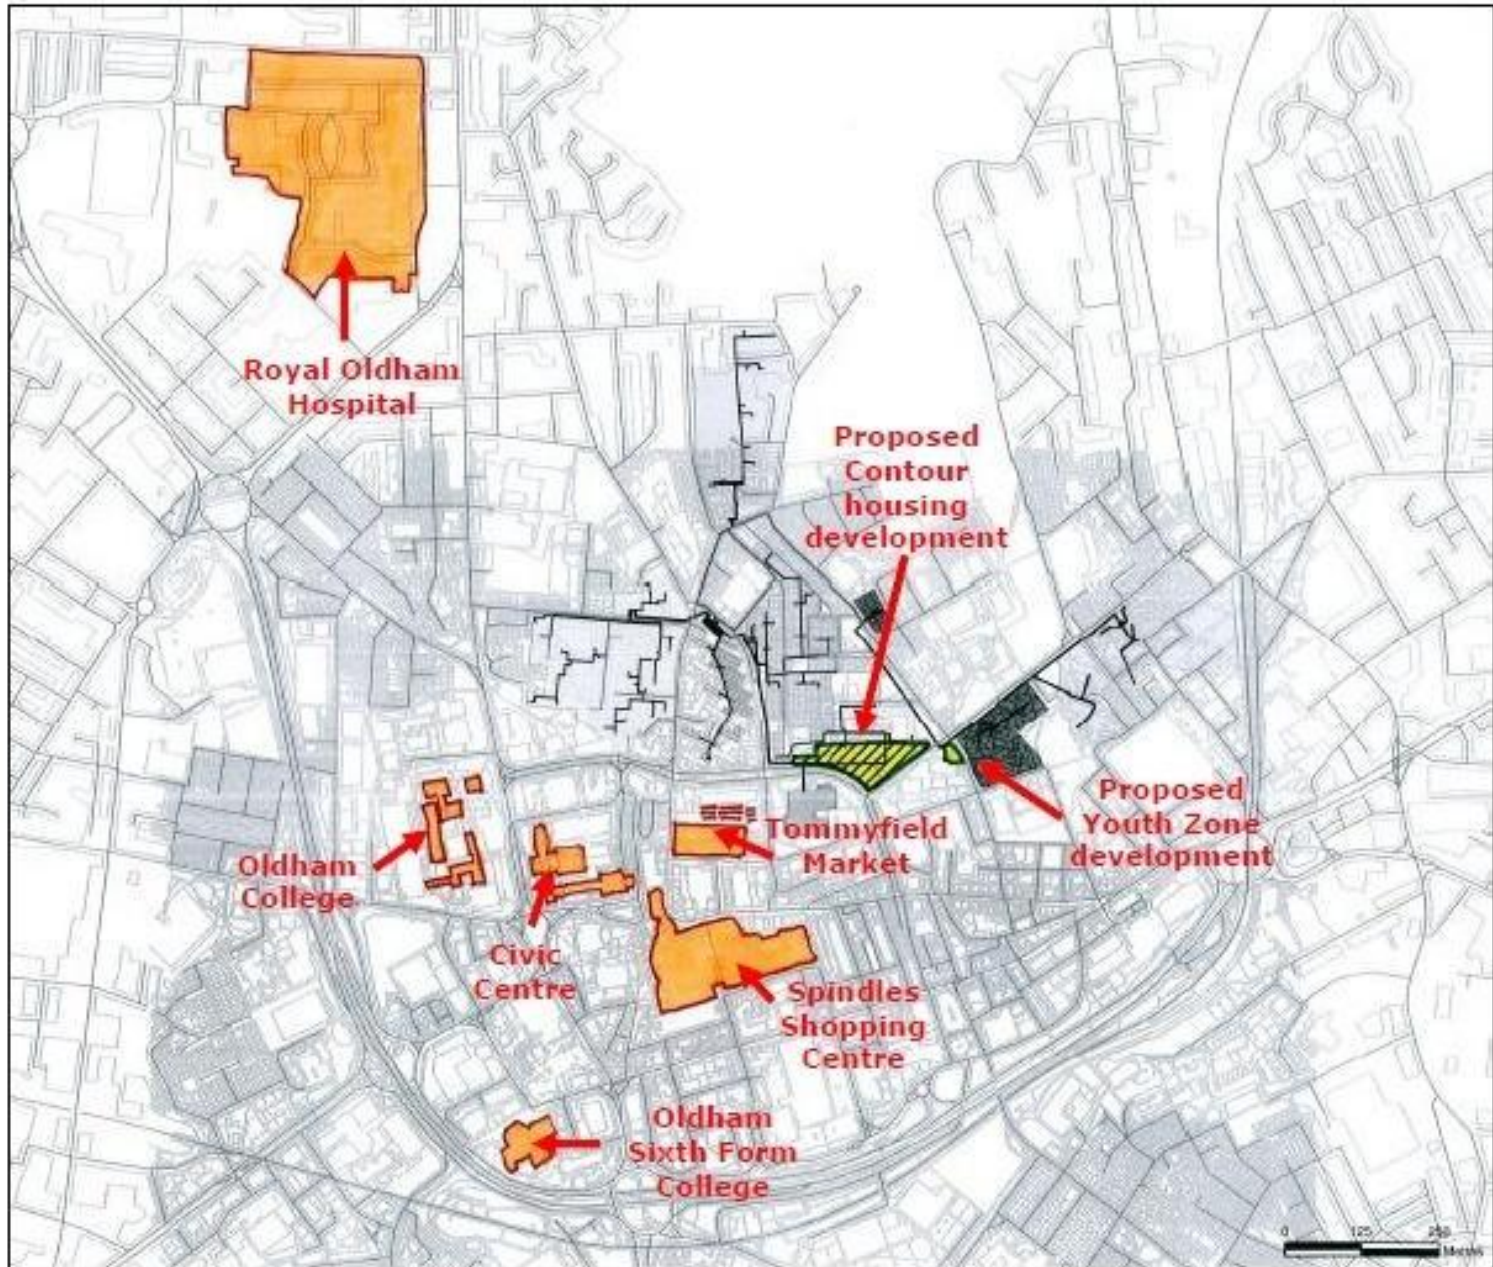 Royal Oldham
Hospital
Proposed
Contour
housing
development
Proposed
Youth Zone
development
Tommyfield
Market
Oldham
College
Civic
Centre
Spindles
Shopping
Centre
Oldham
Sixth Form
College
0 125 250
Metres